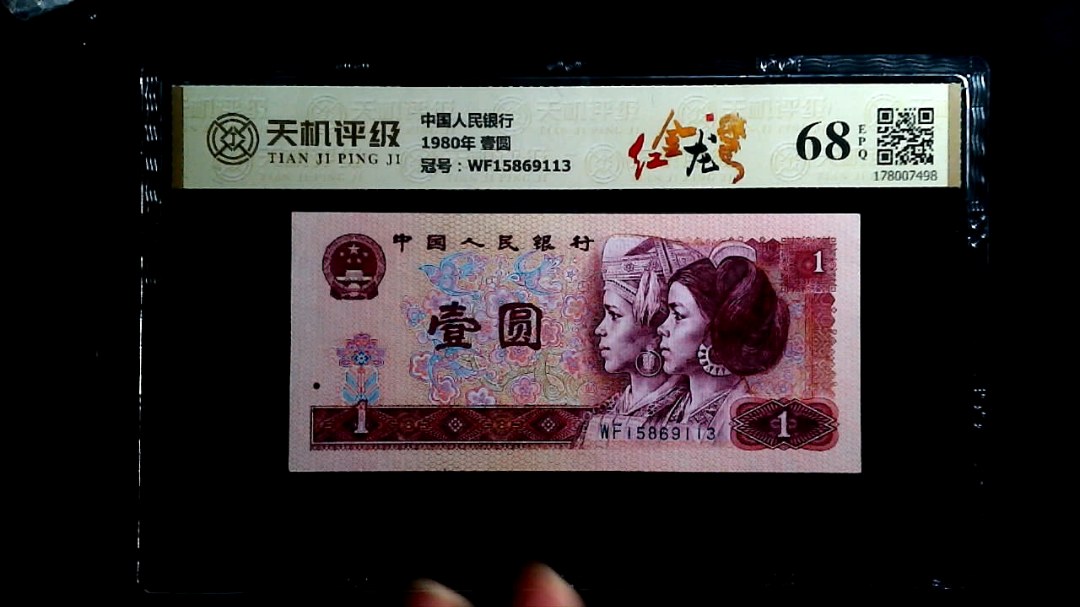 天机评级
TIAN JI PING JI
中国人民银行
1980年 壹圆
冠号：WF15869113
红金龙
68
EPQ
178007498
中国人民银行
1
壹圆
1
WF15869113
1